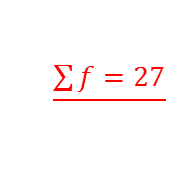 ∑ f = 27